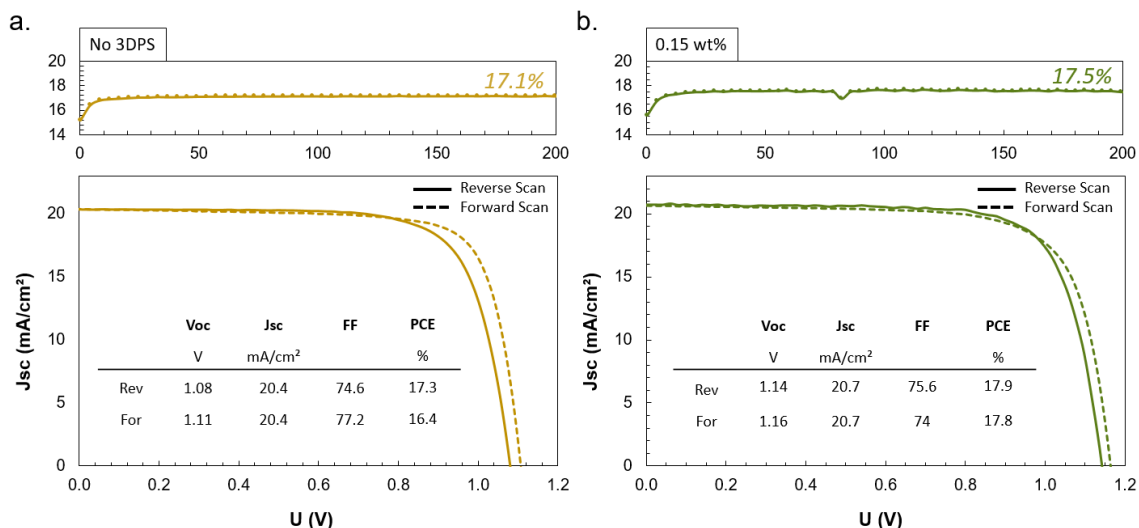 a.
No 3DPS
20
18
16
14
17.1%
0 50 100 150 200
Reverse Scan
Forward Scan
20
15
10
5
0
Jsc (mA/cm²)
Voc Jsc FF PCE
V mA/cm² %
Rev 1.08 20.4 74.6 17.3
For 1.11 20.4 77.2 16.4
0.0 0.2 0.4 0.6 0.8 1.0 1.2
U (V)
b.
0.15 wt%
20
18
16
14
17.5%
0 50 100 150 200
Reverse Scan
Forward Scan
20
15
10
5
0
Jsc (mA/cm²)
Voc Jsc FF PCE
V mA/cm² %
Rev 1.14 20.7 75.6 17.9
For 1.16 20.7 74 17.8
0.0 0.2 0.4 0.6 0.8 1.0 1.2
U (V)